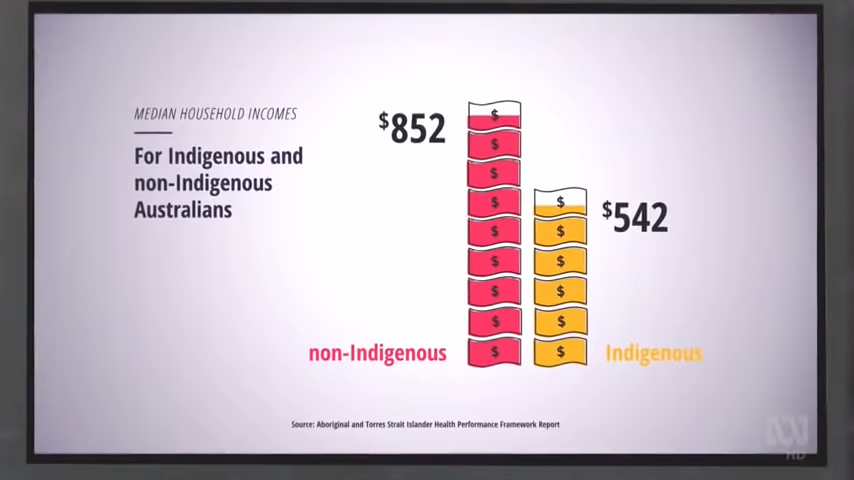 MEDIAN HOUSEHOLD INCOMES
For Indigenous and
non-Indigenous
Australians
$852
$
$
$
$
$
$
$
$
$
$542
$
$
$
$
$
$
non-Indigenous
Indigenous
Source: Aboriginal and Torres Strait Islander Health Performance Framework Report
HD